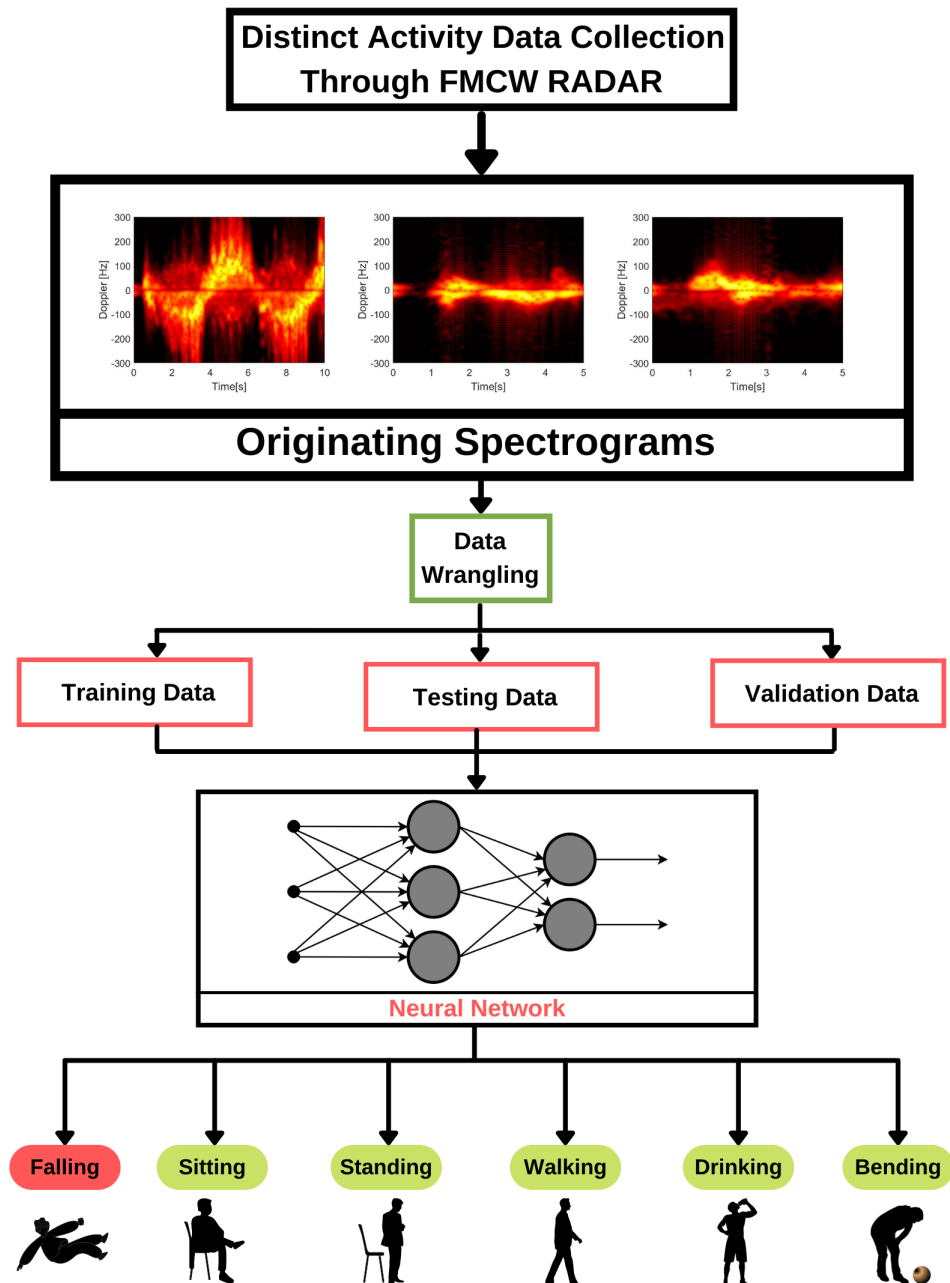 Distinct Activity Data Collection
Through FMCW RADAR
300
200
100
0
-100
-200
-300
Doppler [Hz]
0 2 4 6 8 10
Time[s]
300
200
100
0
-100
-200
-300
Doppler [Hz]
0 1 2 3 4 5
Time[s]
300
200
100
0
-100
-200
-300
Doppler [Hz]
0 1 2 3 4 5
Time[s]
Originating Spectrograms
Data
Wrangling
Training Data
Testing Data
Validation Data
Neural Network
Falling
Sitting
Standing
Walking
Drinking
Bending